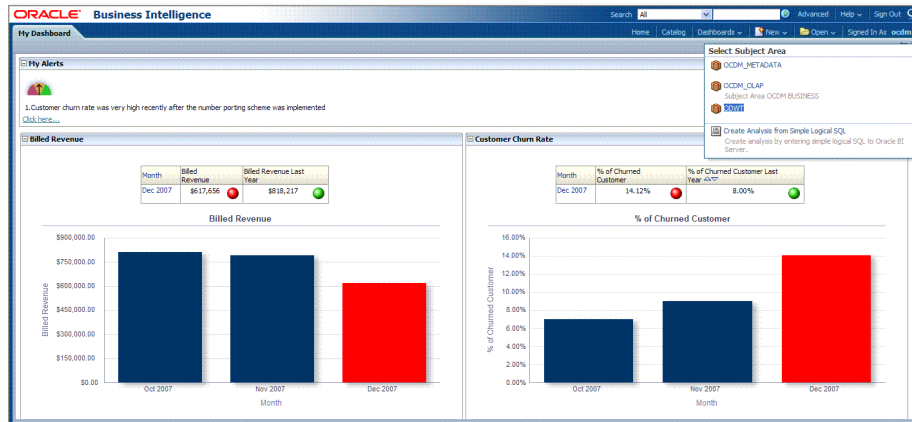 ORACLE® Business Intelligence
Search All Advanced Help Sign Out
My Dashboard
Home Catalog Dashboards New Open Signed In As ocdm
Select Subject Area
OCDM_METADATA
OCDM_OLAP
Subject Area OCDM BUSINESS
Create Analysis from Simple Logical SQL
Create analysis by entering simple logical SQL to Oracle BI
Server.
My Alerts
1.Customer churn rate was very high recently after the number porting scheme was implemented
Click here...
Billed Revenue
Month Billed Revenue Billed Revenue Last Year
Dec 2007 $617,656 $818,217
Billed Revenue
$900,000.00
$750,000.00
$600,000.00
$450,000.00
$300,000.00
$150,000.00
$0.00
Billed Revenue
Oct 2007 Nov 2007 Dec 2007
Month
Customer Churn Rate
Month % of Churned Customer % of Churned Customer Last Year
Dec 2007 14.12% 8.00%
% of Churned Customer
16.00%
14.00%
12.00%
10.00%
8.00%
6.00%
4.00%
2.00%
0.00%
% of Churned Customer
Oct 2007 Nov 2007 Dec 2007
Month